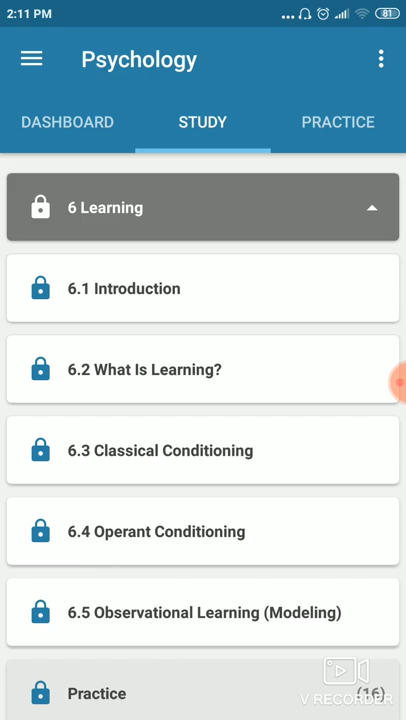 2:11 PM
81
Psychology
DASHBOARD
STUDY
PRACTICE
6 Learning
6.1 Introduction
6.2 What Is Learning?
6.3 Classical Conditioning
6.4 Operant Conditioning
6.5 Observational Learning (Modeling)
Practice
(16)
V RECORDER